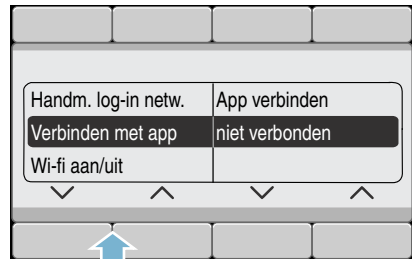 Handm. log-in netw.
App verbinden
Verbinden met app
niet verbonden
Wi-fi aan/uit